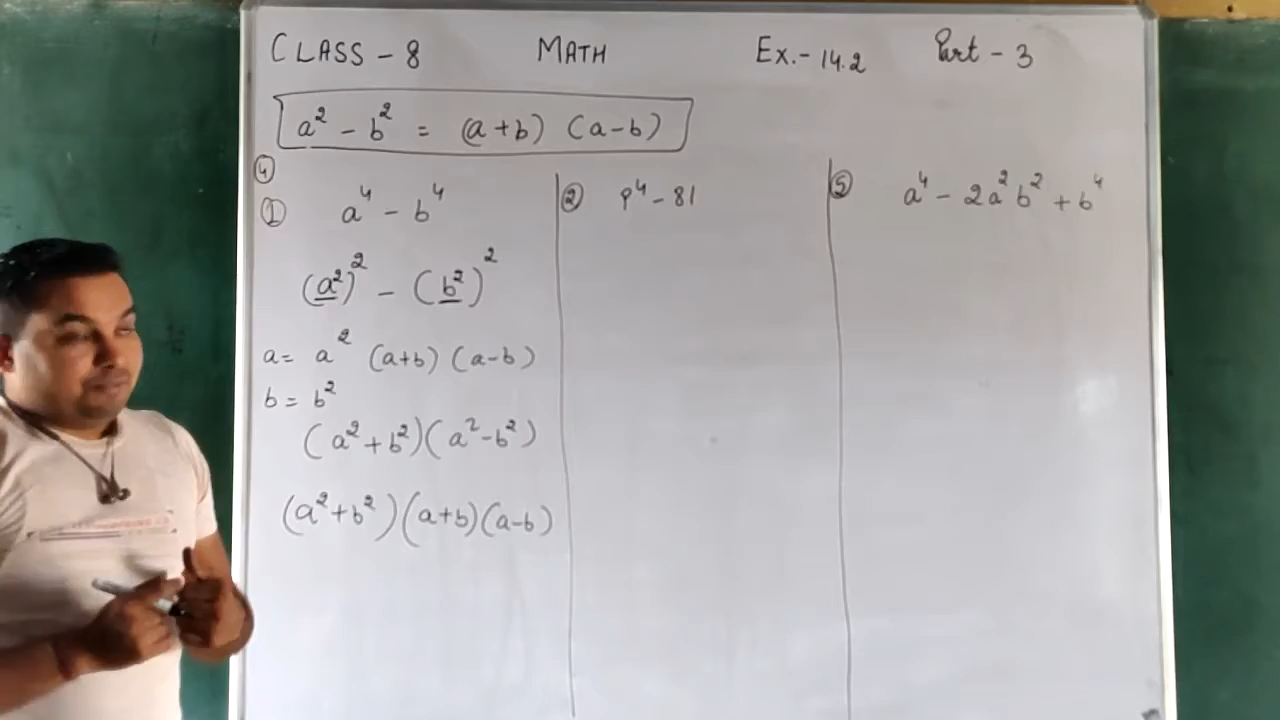 CLASS - 8 MATH Ex.- 14.2 Part - 3
a² - b² = (a+b) (a-b)
④
① a⁴ - b⁴
(a²)² - (b²)²
a = a² (a+b) (a-b)
b = b²
(a²+b²)(a²-b²)
(a²+b²)(a+b)(a-b)
② p⁴ - 81
⑤ a⁴ - 2a²b² + b⁴